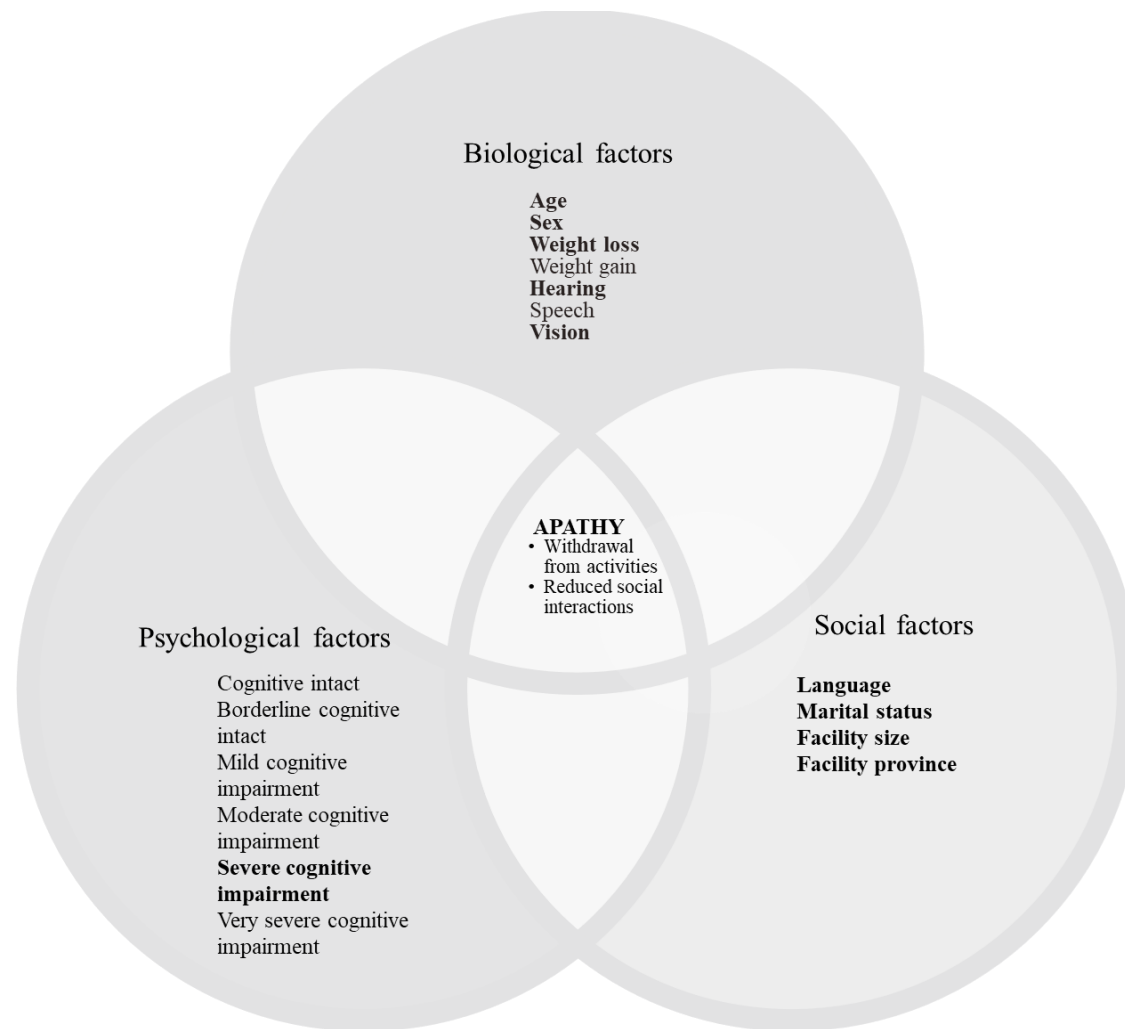 Biological factors
Age
Sex
Weight loss
Weight gain
Hearing
Speech
Vision
APATHY
• Withdrawal
from activities
• Reduced social
interactions
Psychological factors
Cognitive intact
Borderline cognitive
intact
Mild cognitive
impairment
Moderate cognitive
impairment
Severe cognitive
impairment
Very severe cognitive
impairment
Social factors
Language
Marital status
Facility size
Facility province